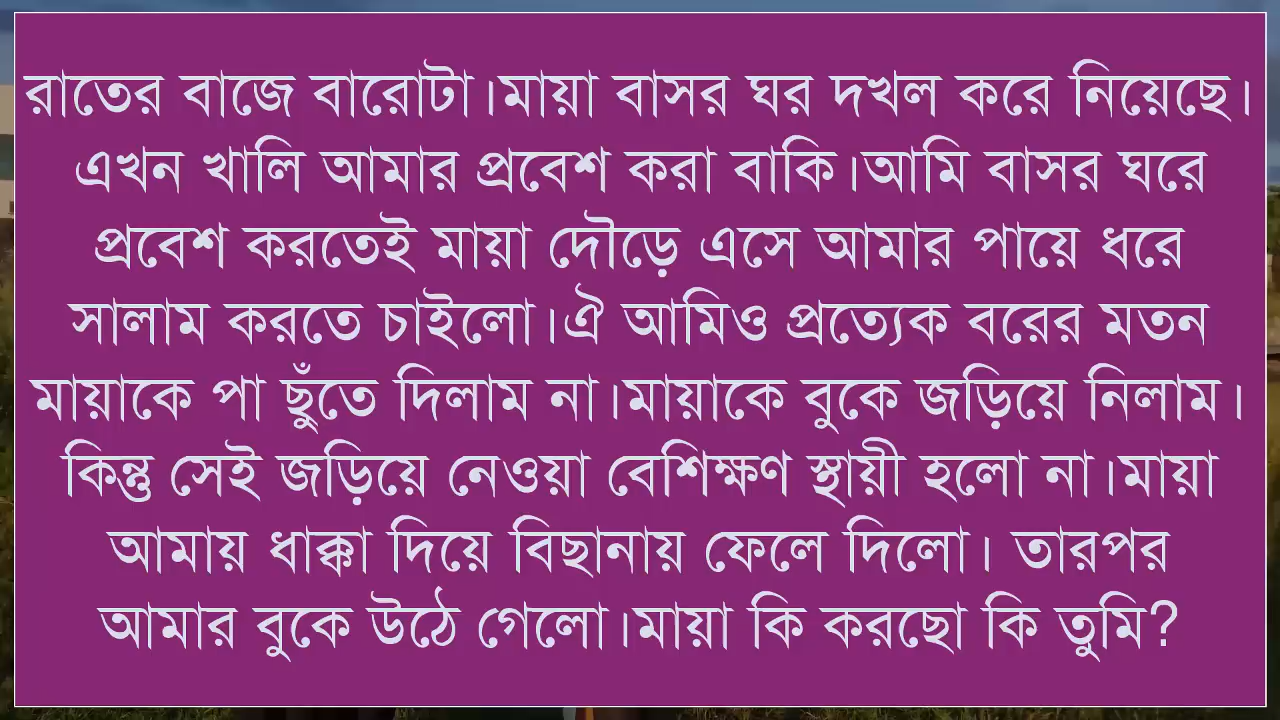 রাতের বাজে বারোটা।মায়া বাসর ঘর দখল করে নিয়েছে।
এখন খালি আমার প্রবেশ করা বাকি।আমি বাসর ঘরে
প্রবেশ করতেই মায়া দৌড়ে এসে আমার পায়ে ধরে
সালাম করতে চাইলো।ঐ আমিও প্রত্যেক বরের মতন
মায়াকে পা ছুঁতে দিলাম না।মায়াকে বুকে জড়িয়ে নিলাম।
কিন্তু সেই জড়িয়ে নেওয়া বেশিক্ষণ স্থায়ী হলো না।মায়া
আমায় ধাক্কা দিয়ে বিছানায় ফেলে দিলো। তারপর
আমার বুকে উঠে গেলো।মায়া কি করছো কি তুমি?